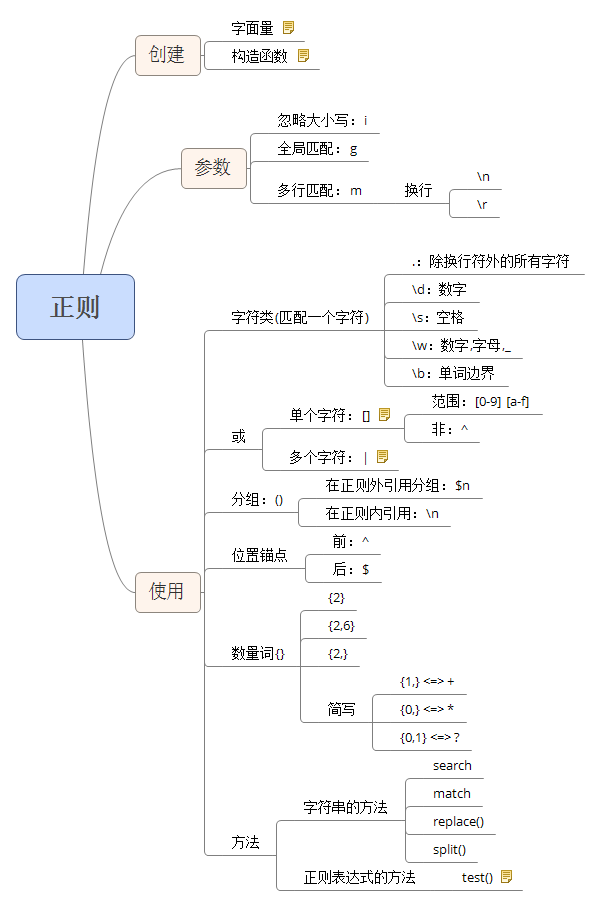 正则
创建
字面量
构造函数
参数
忽略大小写：i
全局匹配：g
多行匹配：m
换行
\n
\r
使用
字符类(匹配一个字符)
.：除换行符外的所有字符
\d：数字
\s：空格
\w：数字,字母,_
\b：单词边界
或
单个字符：[]
范围：[0-9] [a-f]
非：^
多个字符：|
分组：()
在正则外引用分组：$n
在正则内引用：\n
位置锚点
前：^
后：$
数量词{}
{2}
{2,6}
{2,}
简写
{1,} <=> +
{0,} <=> *
{0,1} <=> ?
方法
字符串的方法
search
match
replace()
split()
正则表达式的方法
test()